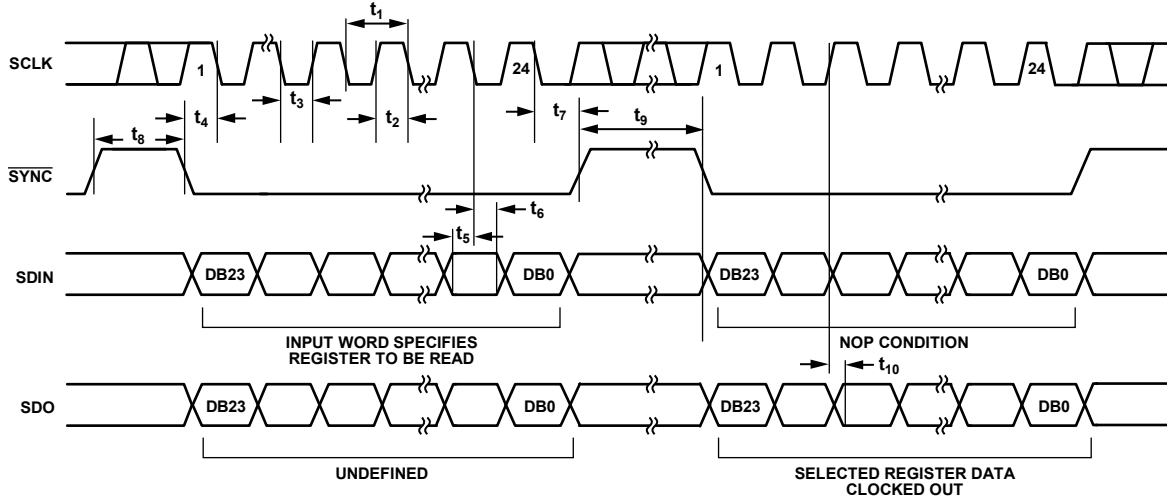 t1
SCLK
1
24
1
24
t3
t4
t2
t7
t8
t9
SYNC
t6
t5
SDIN
DB23
DB0
DB23
DB0
INPUT WORD SPECIFIES
REGISTER TO BE READ
NOP CONDITION
t10
SDO
DB23
DB0
DB23
DB0
UNDEFINED
SELECTED REGISTER DATA
CLOCKED OUT